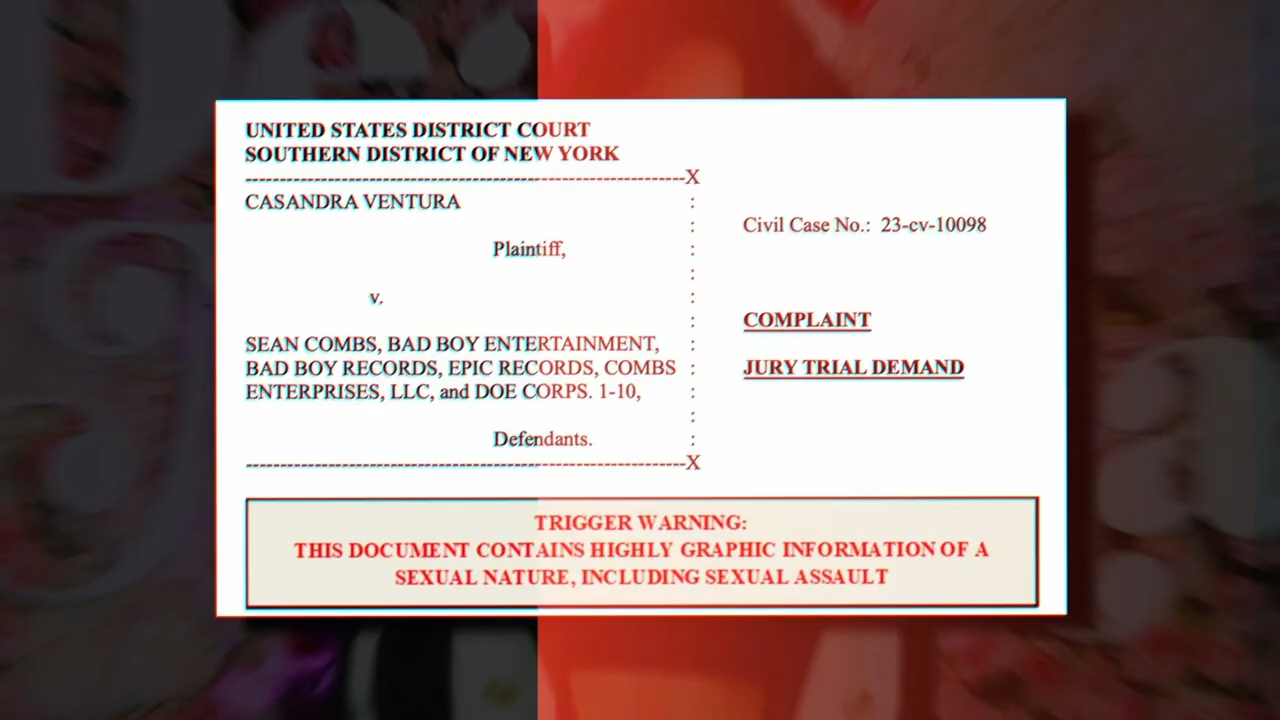 UNITED STATES DISTRICT COURT
SOUTHERN DISTRICT OF NEW YORK
-----------------------------------------------------------------------X
CASANDRA VENTURA :
: Civil Case No.: 23-cv-10098
Plaintiff, :
:
v. :
: COMPLAINT
SEAN COMBS, BAD BOY ENTERTAINMENT, :
BAD BOY RECORDS, EPIC RECORDS, COMBS : JURY TRIAL DEMAND
ENTERPRISES, LLC, and DOE CORPS. 1-10, :
:
Defendants. :
-----------------------------------------------------------------------X
TRIGGER WARNING:
THIS DOCUMENT CONTAINS HIGHLY GRAPHIC INFORMATION OF A
SEXUAL NATURE, INCLUDING SEXUAL ASSAULT